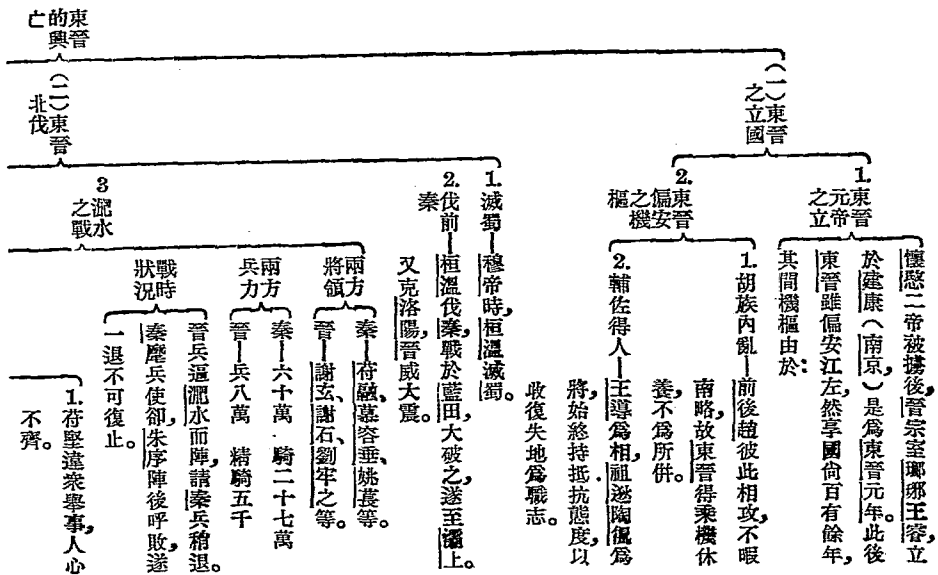 東晉
的興
亡
（一）東晉
之立國
1.東晉
元帝
之立
懷愍二帝被擄後，晉宗室瑯琊王睿立
於建康（南京，）是爲東晉元年。此後
東晉雖偏安江左，然享國尙百有餘年，
其間機樞由於：
2.東晉
偏安
之機
樞
1.胡族內亂—前後趙彼此相攻，不暇
南略，故東晉得乘機休
養，不爲所併。
2.輔佐得人—王導爲相，祖逖陶侃爲
將，始終持抵抗態度，以
收復失地爲職志。
（二）東晉
北伐
1.滅蜀—穆帝時，桓溫滅蜀。
2.伐前
秦
—桓溫伐秦，戰於藍田，大破之，遂至灞上。
又克洛陽，晉威大震。
3淝水
之戰
兩方
將領
秦—苻融、慕容垂、姚萇等。
晉—謝玄、謝石、劉牢之等。
兩方
兵力
秦—六十萬 騎二十七萬
晉—兵八萬 精騎五千
戰時
狀況
晉兵逼淝水而陣，請秦兵稍退。
秦麾兵使卻，朱序陣後呼敗，遂
一退不可復止。
1.苻堅違衆舉事，人心
不齊。